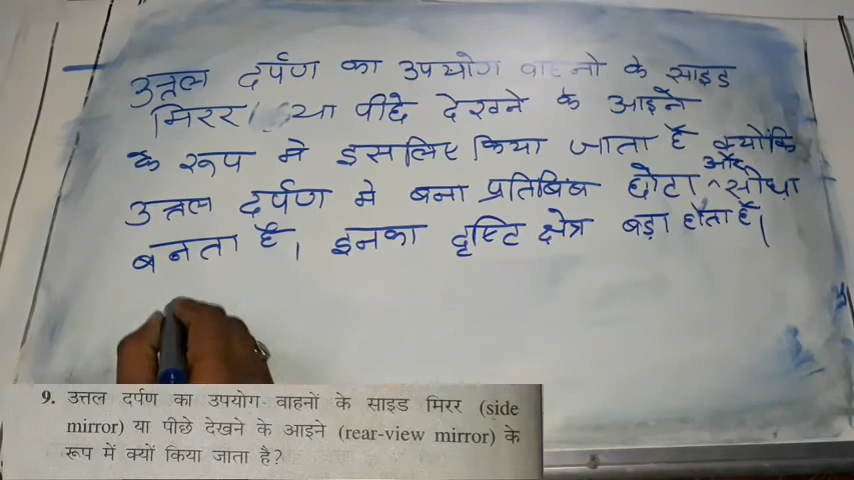 उत्तल दर्पण का उपयोग वाहनो के साइड
मिरर या पीछे देखने के आइने
के रूप मे इसलिए किया जाता है क्योंकि
उत्तल दर्पण मे बना प्रतिबिंब छोटा और सीधा
बनता है। इनका दृष्टि क्षेत्र बड़ा होता है।
9. उत्तल दर्पण का उपयोग वाहनों के साइड मिरर (side
mirror) या पीछे देखने के आइने (rear-view mirror) के
रूप में क्यों किया जाता है?